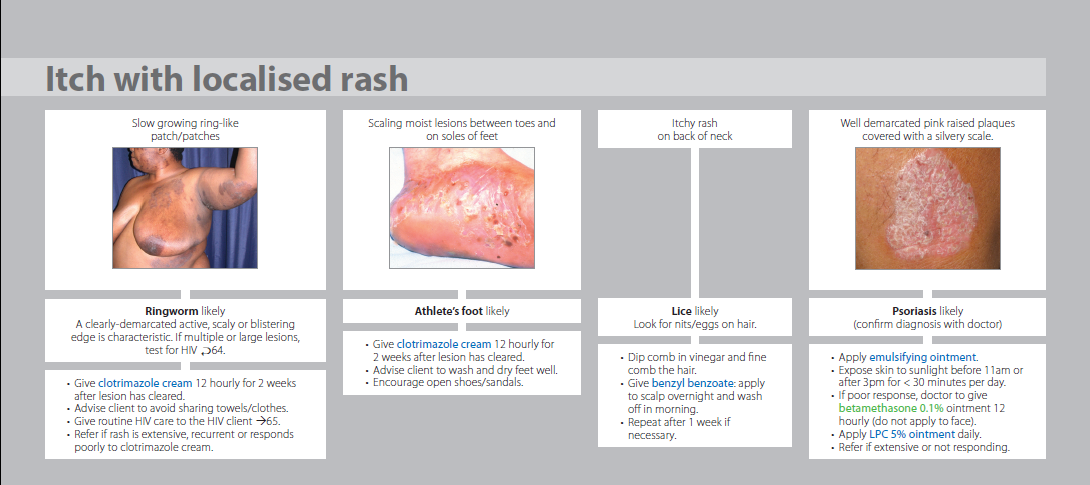 Itch with localised rash
Slow growing ring-like
patch/patches
Ringworm likely
A clearly-demarcated active, scaly or blistering
edge is characteristic. If multiple or large lesions,
test for HIV ⮌64.
• Give clotrimazole cream 12 hourly for 2 weeks
after lesion has cleared.
• Advise client to avoid sharing towels/clothes.
• Give routine HIV care to the HIV client →65.
• Refer if rash is extensive, recurrent or responds
poorly to clotrimazole cream.
Scaling moist lesions between toes and
on soles of feet
Athlete's foot likely
• Give clotrimazole cream 12 hourly for
2 weeks after lesion has cleared.
• Advise client to wash and dry feet well.
• Encourage open shoes/sandals.
Itchy rash
on back of neck
Lice likely
Look for nits/eggs on hair.
• Dip comb in vinegar and fine
comb the hair.
• Give benzyl benzoate: apply
to scalp overnight and wash
off in morning.
• Repeat after 1 week if
necessary.
Well demarcated pink raised plaques
covered with a silvery scale.
Psoriasis likely
(confirm diagnosis with doctor)
• Apply emulsifying ointment.
• Expose skin to sunlight before 11am or
after 3pm for < 30 minutes per day.
• If poor response, doctor to give
betamethasone 0.1% ointment 12
hourly (do not apply to face).
• Apply LPC 5% ointment daily.
• Refer if extensive or not responding.